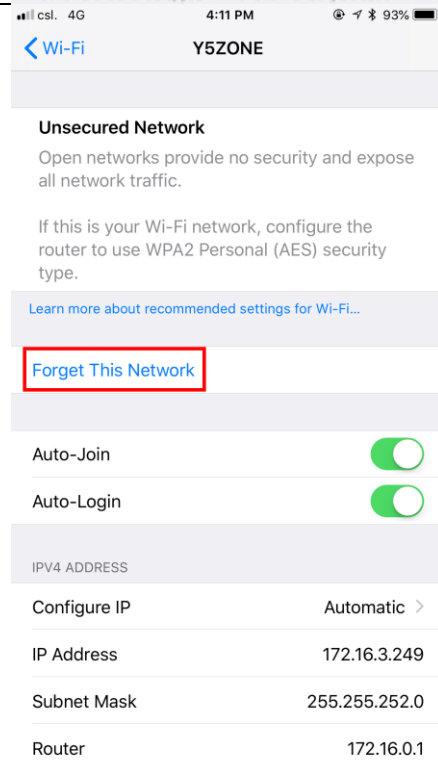 csl. 4G 4:11 PM 93%
Wi-Fi Y5ZONE
Unsecured Network
Open networks provide no security and expose
all network traffic.
If this is your Wi-Fi network, configure the
router to use WPA2 Personal (AES) security
type.
Learn more about recommended settings for Wi-Fi...
Forget This Network
Auto-Join
Auto-Login
IPV4 ADDRESS
Configure IP Automatic
IP Address 172.16.3.249
Subnet Mask 255.255.252.0
Router 172.16.0.1